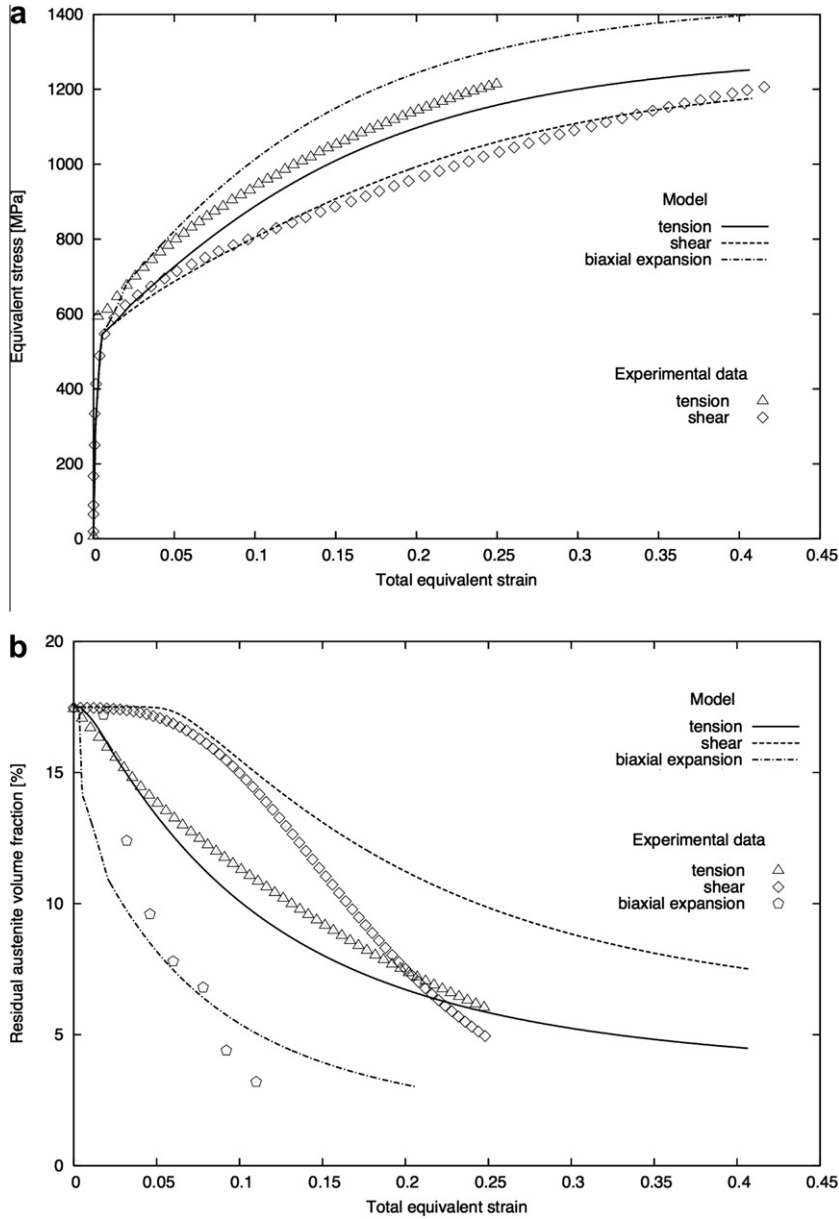 a
1400
1200
1000
800
600
400
200
0
Equivalent stress [MPa]
Model
tension
shear
biaxial expansion
Experimental data
tension
shear
0 0.05 0.1 0.15 0.2 0.25 0.3 0.35 0.4 0.45
Total equivalent strain
b
20
15
10
5
0
Residual austenite volume fraction [%]
Model
tension
shear
biaxial expansion
Experimental data
tension
shear
biaxial expansion
0 0.05 0.1 0.15 0.2 0.25 0.3 0.35 0.4 0.45
Total equivalent strain